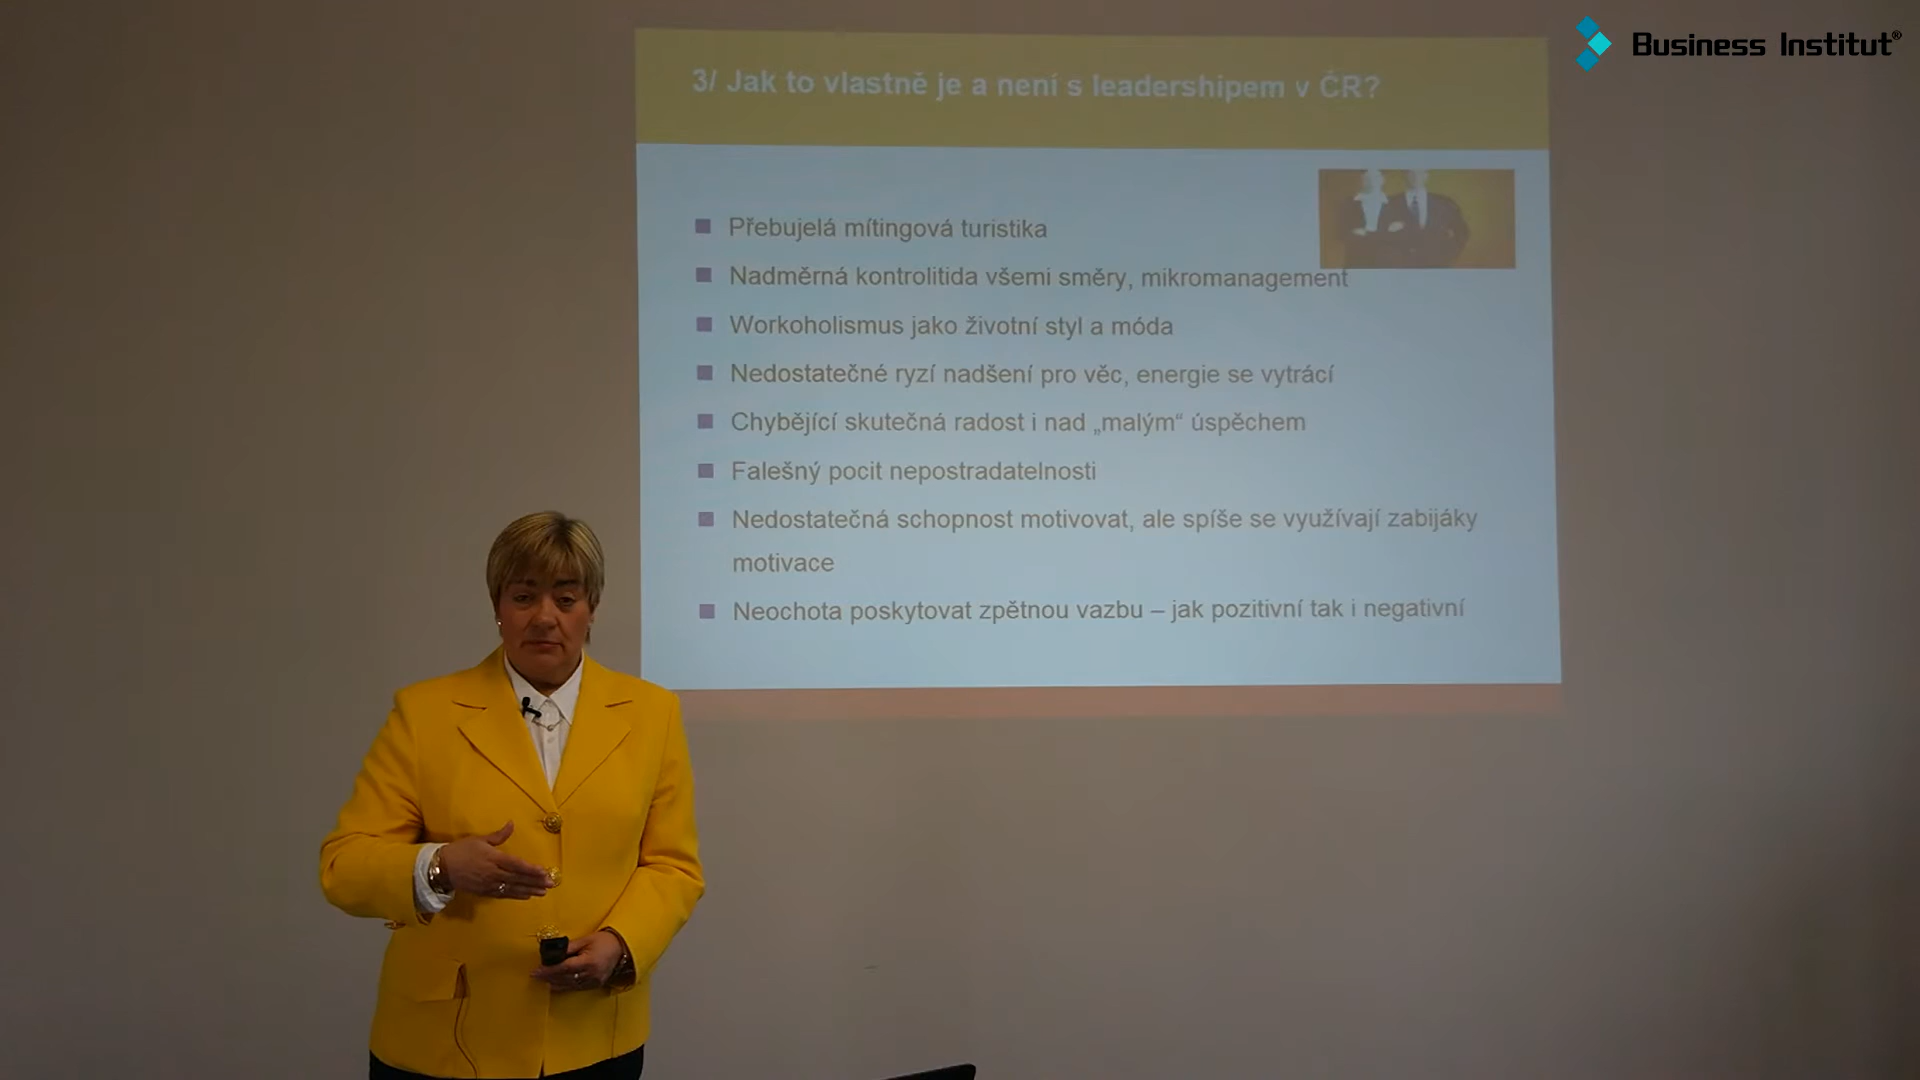 Business Institut®
3/ Jak to vlastně je a není s leadershipem v ČR?
Přebujelá mítingová turistika
Nadměrná kontrolitida všemi směry, mikromanagement
Workoholismus jako životní styl a móda
Nedostatečné ryzí nadšení pro věc, energie se vytrácí
Chybějící skutečná radost i nad „malým“ úspěchem
Falešný pocit nepostradatelnosti
Nedostatečná schopnost motivovat, ale spíše se využívají zabijáky
motivace
Neochota poskytovat zpětnou vazbu – jak pozitivní tak i negativní